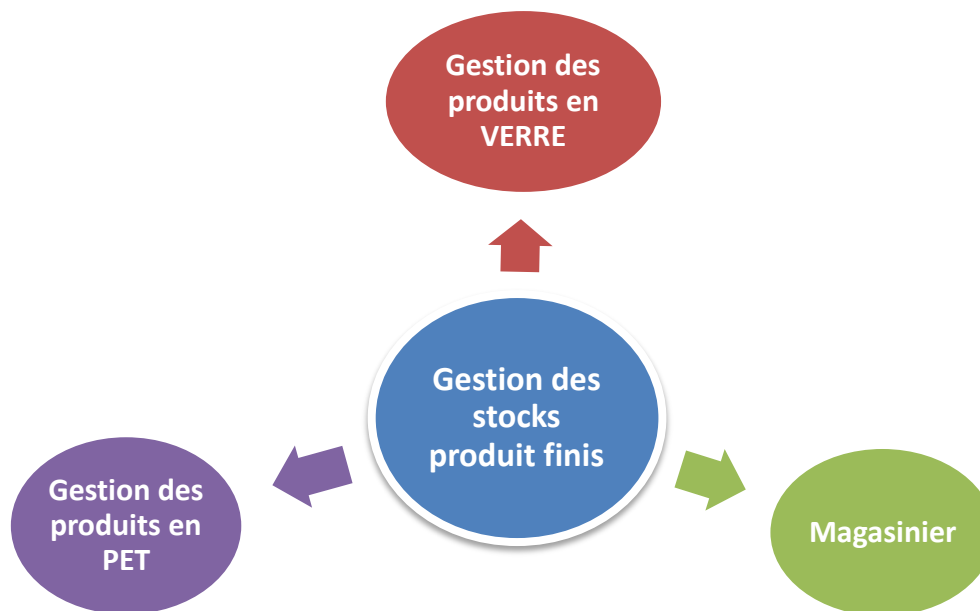 Gestion des
produits en
VERRE
Gestion des
stocks
produit finis
Gestion des
produits en
PET
Magasinier